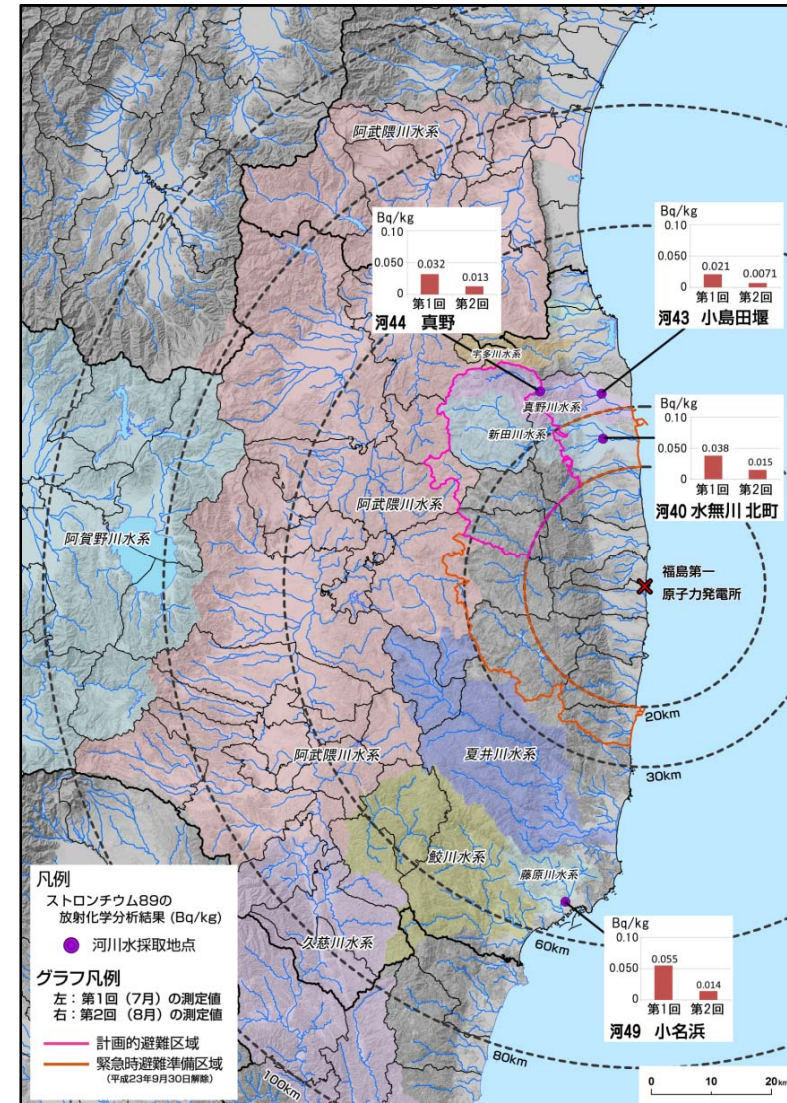 阿武隈川水系
Bq/kg
0.10
0.050
0
0.032
0.013
第1回 第2回
河44 真野
Bq/kg
0.10
0.050
0
0.021
0.0071
第1回 第2回
河43 小島田堰
宇多川水系
真野川水系
新田川水系
Bq/kg
0.10
0.050
0
0.038
0.015
第1回 第2回
河40 水無川 北町
阿武隈川水系
阿賀野川水系
福島第一
原子力発電所
20km
30km
阿武隈川水系
夏井川水系
鮫川水系
藤原川水系
久慈川水系
60km
80km
100km
Bq/kg
0.10
0.050
0
0.055
0.014
第1回 第2回
河49 小名浜
凡例
ストロンチウム89の
放射化学分析結果 (Bq/kg)
河川水採取地点
グラフ凡例
左：第1回（7月）の測定値
右：第2回（8月）の測定値
計画的避難区域
緊急時避難準備区域
(平成23年9月30日解除)
0 10 20km